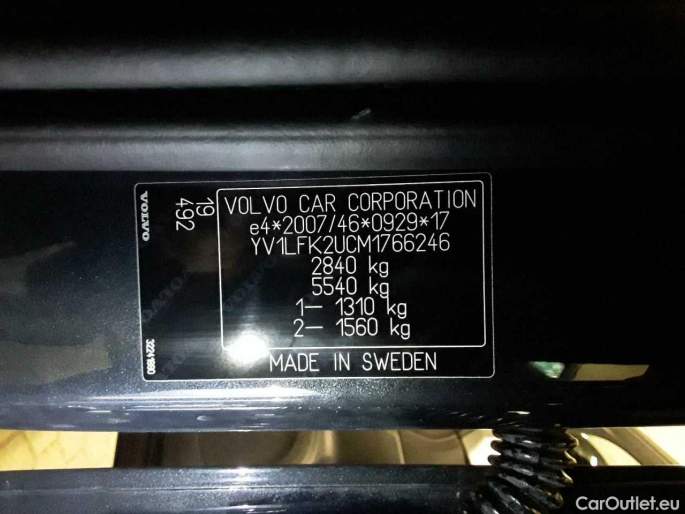 VOLVO
19
492
VOLVO CAR CORPORATION
e4*2007/46*0929*17
YV1LFK2UCM1766246
2840 kg
5540 kg
1— 1310 kg
2— 1560 kg
MADE IN SWEDEN
CarOutlet.eu